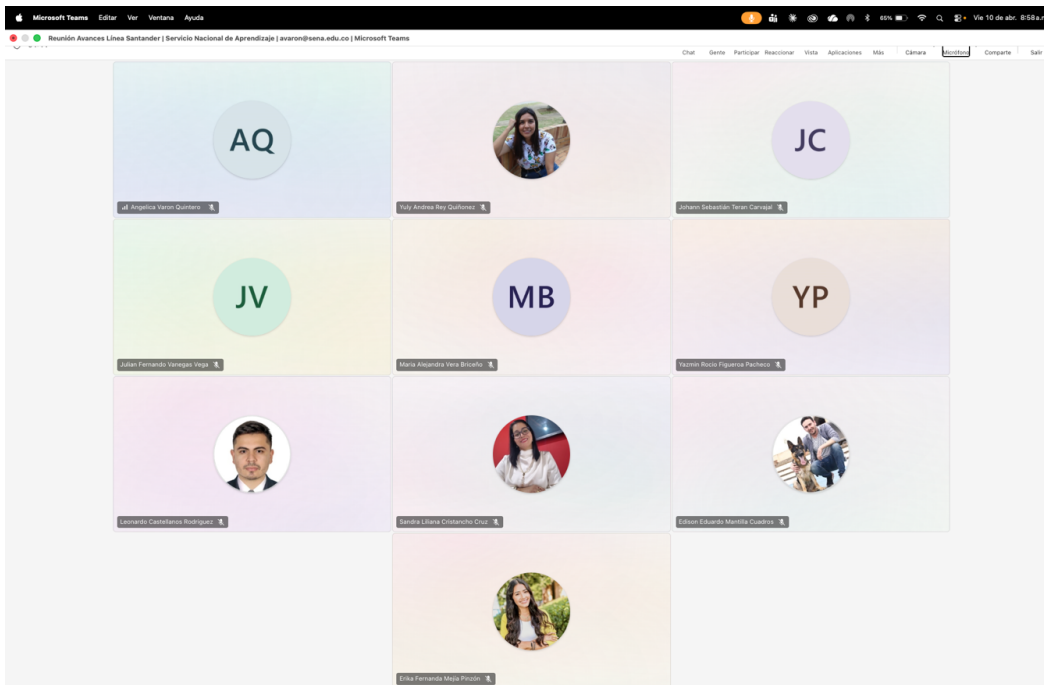 Microsoft Teams Editar Ver Ventana Ayuda 65% Vie 10 de abr. 8:58 a.
Reunión Avances Línea Santander | Servicio Nacional de Aprendizaje | avaron@sena.edu.co | Microsoft Teams
Chat Gente Participar Reaccionar Vista Aplicaciones Más Cámara Micrófono Comparte Salir
AQ
JC
Angelica Varon Quintero
Yuly Andrea Rey Quiñonez
Johann Sebastián Teran Carvajal
JV
MB
YP
Julian Fernando Vanegas Vega
Maria Alejandra Vera Briceño
Yazmin Rocio Figueroa Pacheco
Leonardo Castellanos Rodriguez
Sandra Liliana Cristancho Cruz
Edison Eduardo Mantilla Cuadros
Erika Fernanda Mejía Pinzón